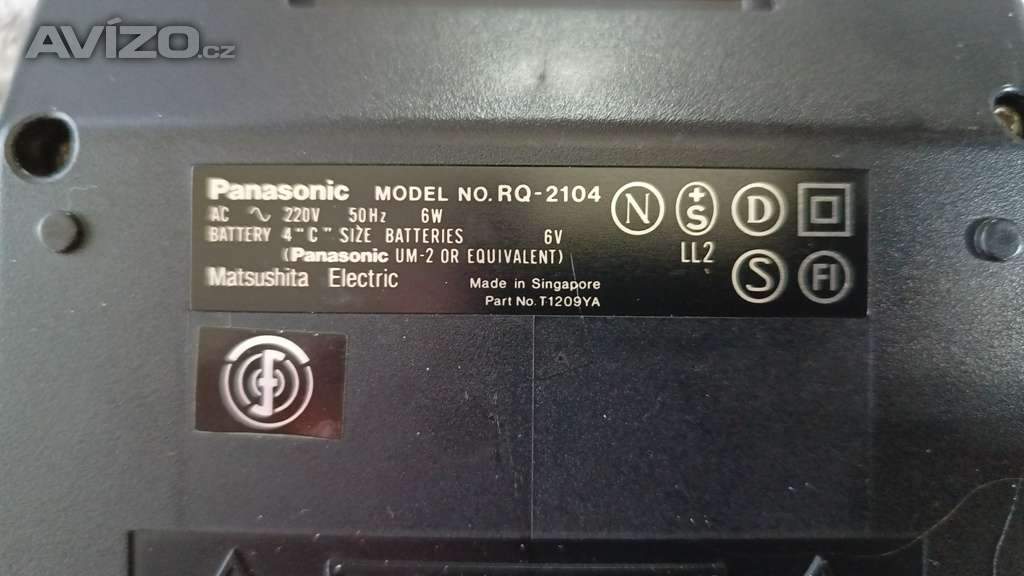 AVÍZO.cz
Panasonic MODEL NO. RQ-2104
AC ∿ 220V 50Hz 6W
BATTERY 4 "C" SIZE BATTERIES 6V
(Panasonic UM-2 OR EQUIVALENT)
Matsushita Electric Made in Singapore
Part No. T1209YA
N
+S
LL2
D
S
FI